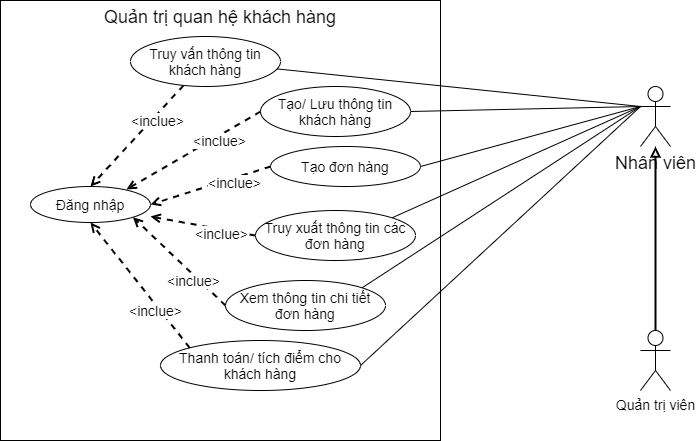 Quản trị quan hệ khách hàng
Truy vấn thông tin
khách hàng
<inclue>
Tạo/ Lưu thông tin
khách hàng
<inclue>
Tạo đơn hàng
<inclue>
Nhân viên
Đăng nhập
Truy xuất thông tin các
đơn hàng
<inclue>
<inclue>
Xem thông tin chi tiết
đơn hàng
<inclue>
Thanh toán/ tích điểm cho
khách hàng
Quản trị viên